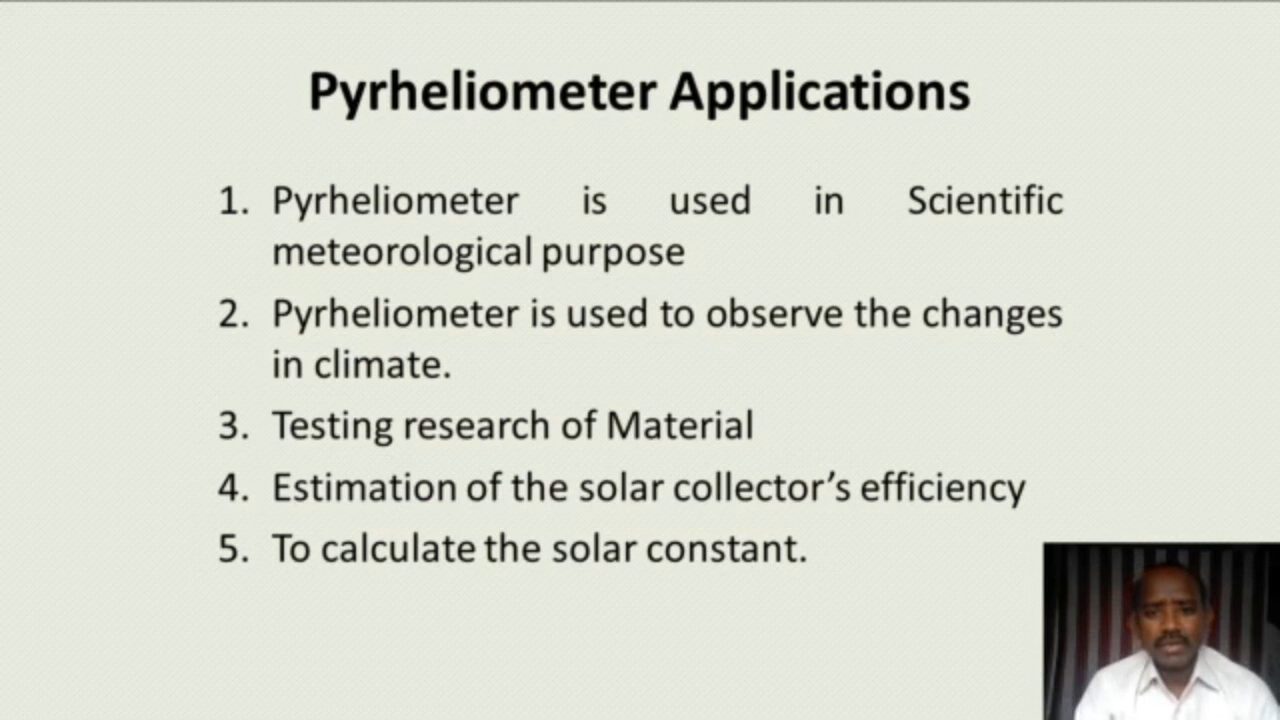 Pyrheliometer Applications
1. Pyrheliometer is used in Scientific
meteorological purpose
2. Pyrheliometer is used to observe the changes
in climate.
3. Testing research of Material
4. Estimation of the solar collector’s efficiency
5. To calculate the solar constant.